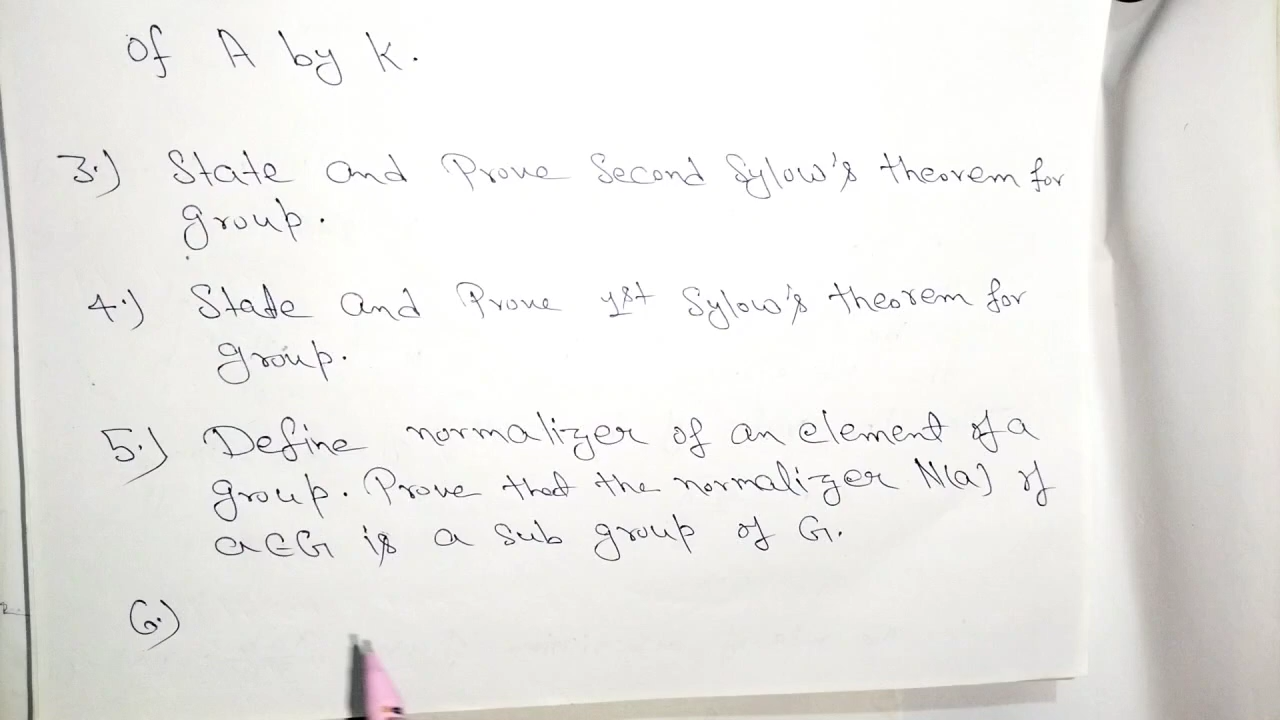 of A by K.
3.) State and Prove Second Sylow's theorem for
group.
4.) State and Prove 1st Sylow's theorem for
group.
5.) Define normalizer of an element of a
group. Prove that the normalizer N(a) of
a∈G is a sub group of G.
6.)